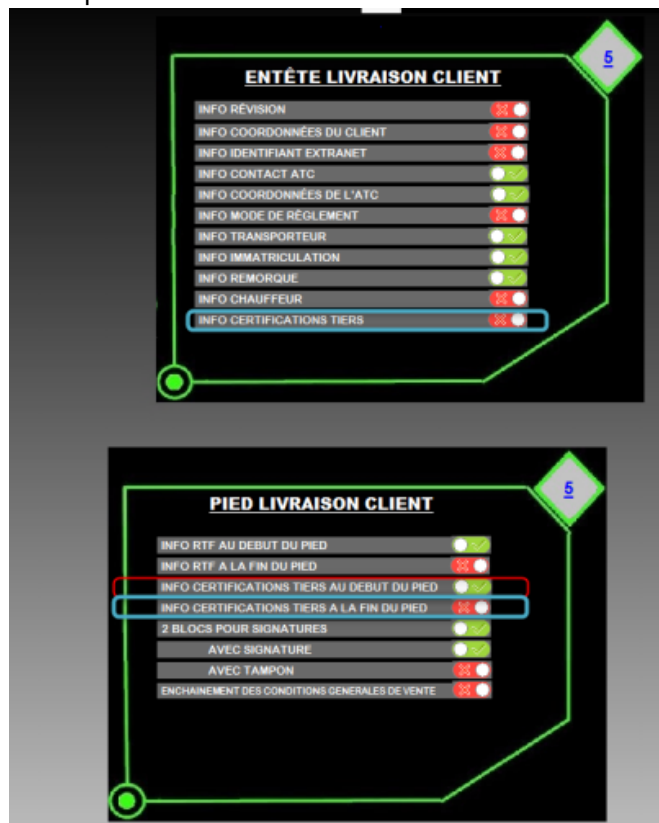 5
ENTÊTE LIVRAISON CLIENT
INFO RÉVISION
INFO COORDONNÉES DU CLIENT
INFO IDENTIFIANT EXTRANET
INFO CONTACT ATC
INFO COORDONNÉES DE L'ATC
INFO MODE DE RÈGLEMENT
INFO TRANSPORTEUR
INFO IMMATRICULATION
INFO REMORQUE
INFO CHAUFFEUR
INFO CERTIFICATIONS TIERS
5
PIED LIVRAISON CLIENT
INFO RTF AU DEBUT DU PIED
INFO RTF A LA FIN DU PIED
INFO CERTIFICATIONS TIERS AU DEBUT DU PIED
INFO CERTIFICATIONS TIERS A LA FIN DU PIED
2 BLOCS POUR SIGNATURES
AVEC SIGNATURE
AVEC TAMPON
ENCHAINEMENT DES CONDITIONS GENERALES DE VENTE